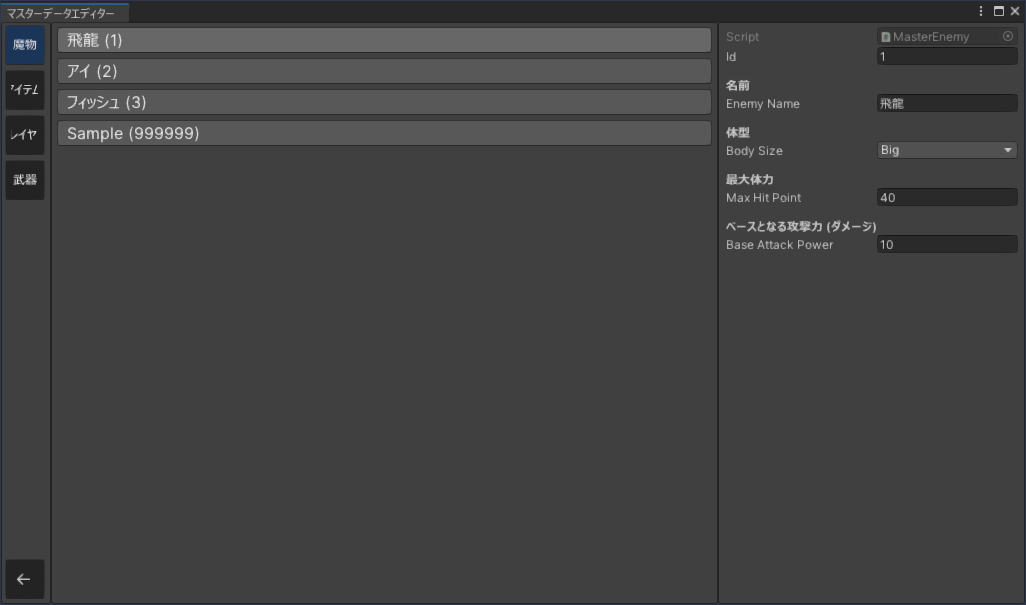 マスターデータエディター
魔物
アイテム
レイヤ
武器
飛龍 (1)
アイ (2)
フィッシュ (3)
Sample (999999)
Script
MasterEnemy
Id
1
名前
Enemy Name
飛龍
体型
Body Size
Big
最大体力
Max Hit Point
40
ベースとなる攻撃力 (ダメージ)
Base Attack Power
10